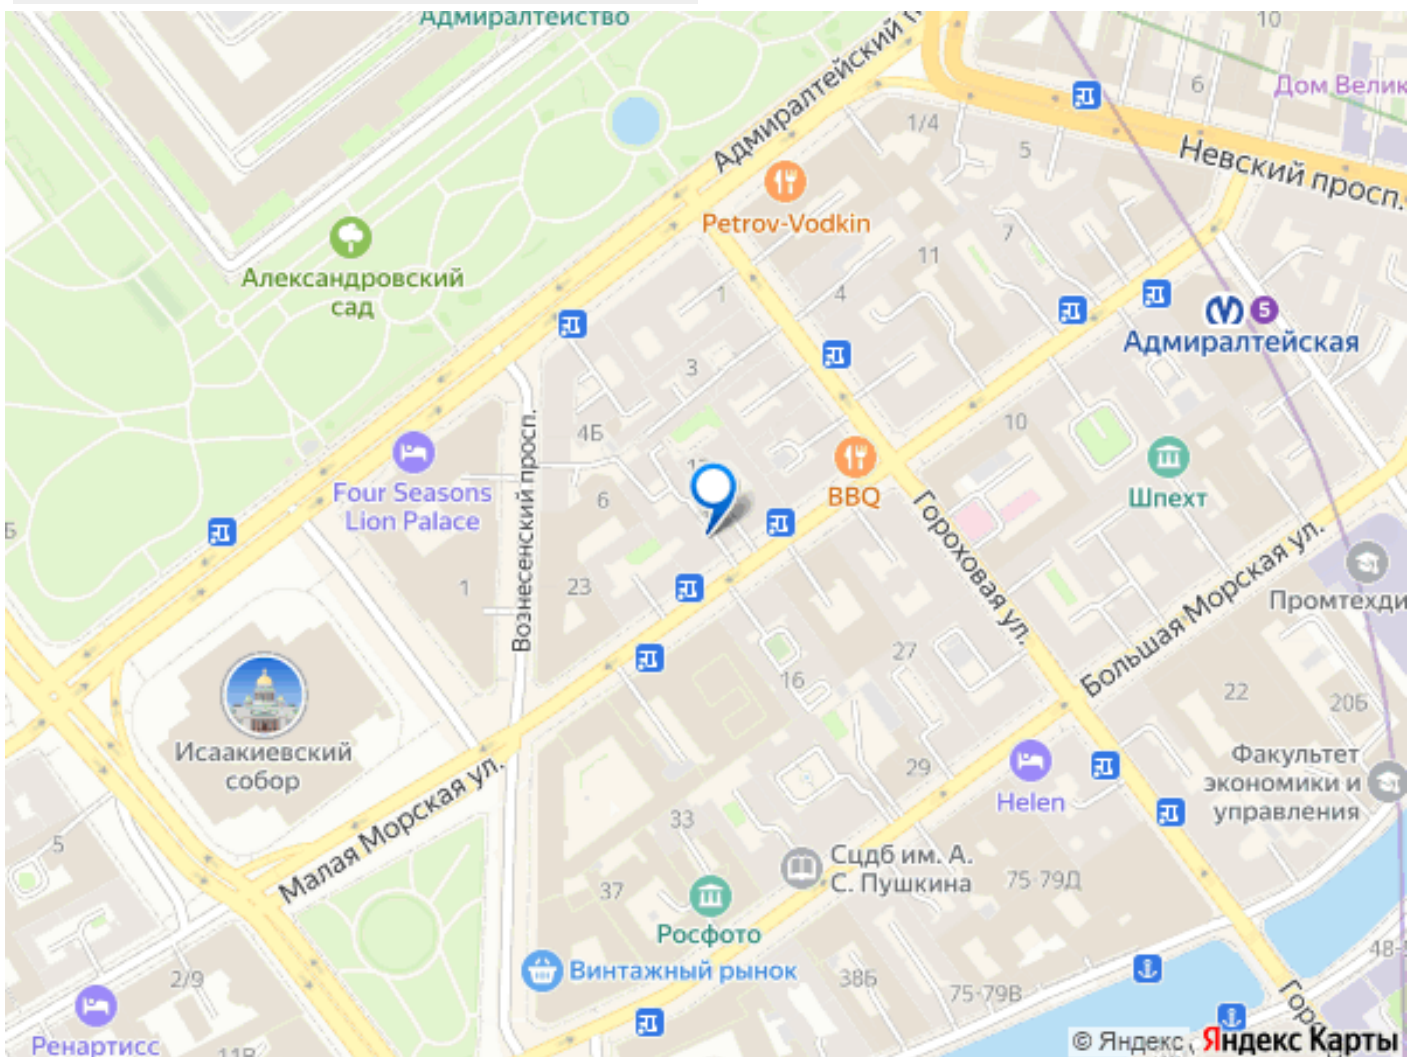 Адмиралтейство
10
6
Дом Велик
Адмиралтейский п
1/4
5
Невский просп.
Petrov-Vodkin
7
11
Александровский
сад
1
4
5
Адмиралтейская
3
10
4Б
BBQ
Шпехт
Four Seasons
Lion Palace
6
Вознесенский просп.
Гороховая ул.
Б
1
23
Большая Морская ул.
Промтехди
27
16
22
20Б
Исаакиевский
собор
29
Факультет
экономики и
управления
Helen
Малая Морская ул.
33
5
Сцдб им. А.
С. Пушкина
75-79Д
37
Росфото
48-
Винтажный рынок
2/9
38Б
75-79В
Горо
Ренартисс
11В
© Яндекс
Яндекс Карты